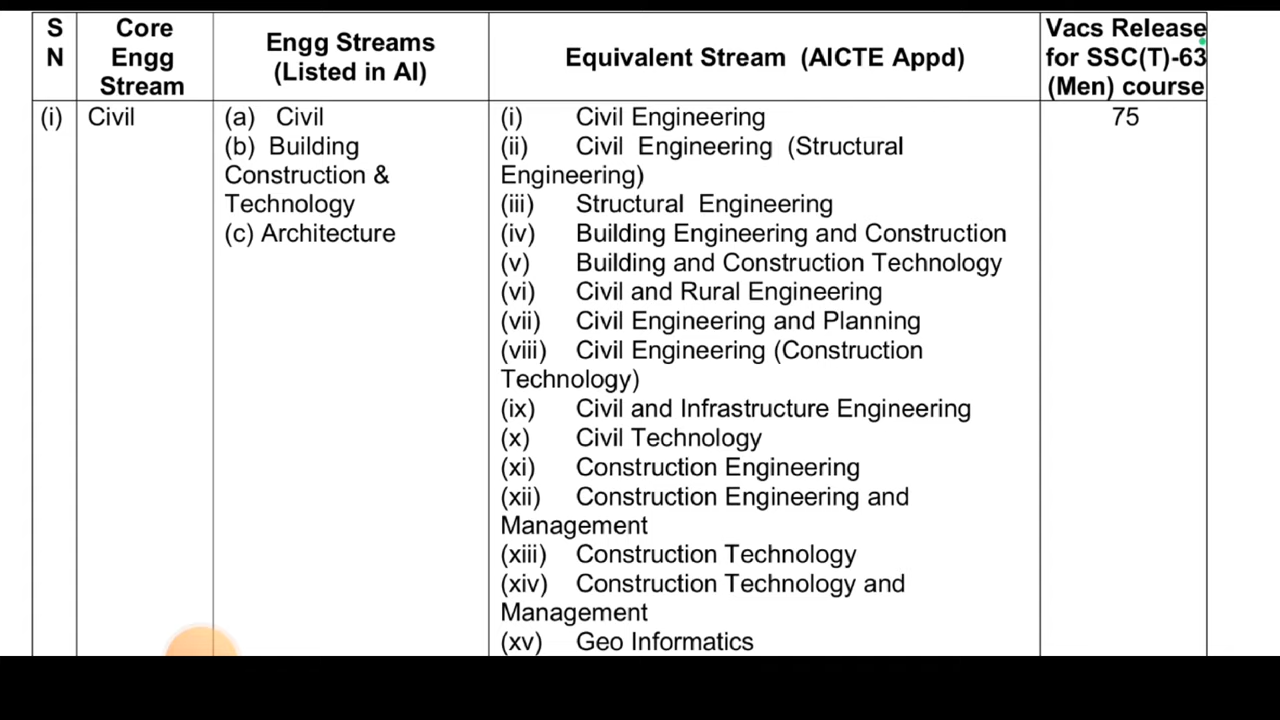 S N
Core Engg Stream
Engg Streams (Listed in AI)
Equivalent Stream (AICTE Appd)
Vacs Release for SSC(T)-63 (Men) course
(i)
Civil
(a) Civil
(b) Building
Construction &
Technology
(c) Architecture
(i) Civil Engineering
(ii) Civil Engineering (Structural
Engineering)
(iii) Structural Engineering
(iv) Building Engineering and Construction
(v) Building and Construction Technology
(vi) Civil and Rural Engineering
(vii) Civil Engineering and Planning
(viii) Civil Engineering (Construction
Technology)
(ix) Civil and Infrastructure Engineering
(x) Civil Technology
(xi) Construction Engineering
(xii) Construction Engineering and
Management
(xiii) Construction Technology
(xiv) Construction Technology and
Management
(xv) Geo Informatics
75